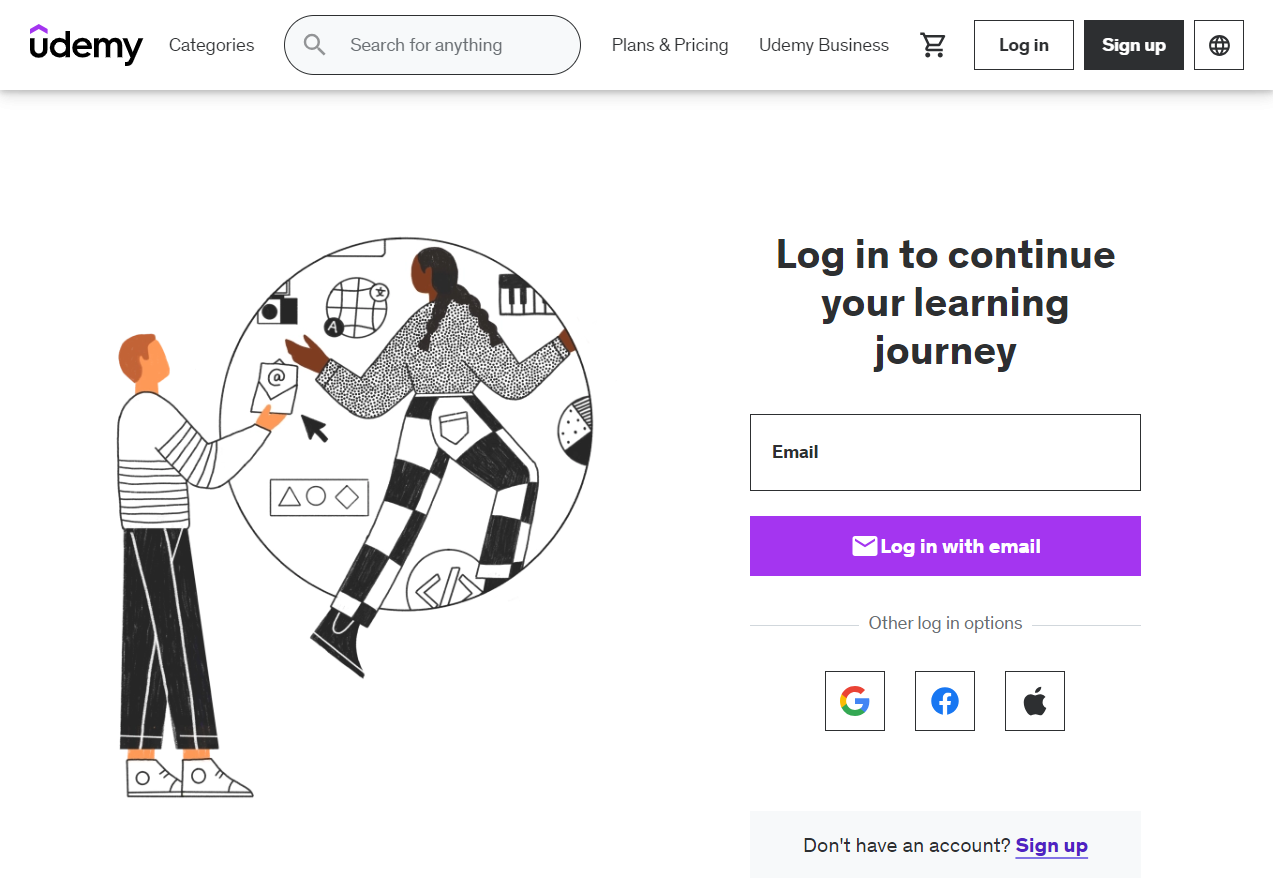 udemy
Categories
Search for anything
Plans & Pricing
Udemy Business
Log in
Sign up
文
A
@
</>
Log in to continue
your learning
journey
Email
Log in with email
Other log in options
G
f
Don't have an account? Sign up